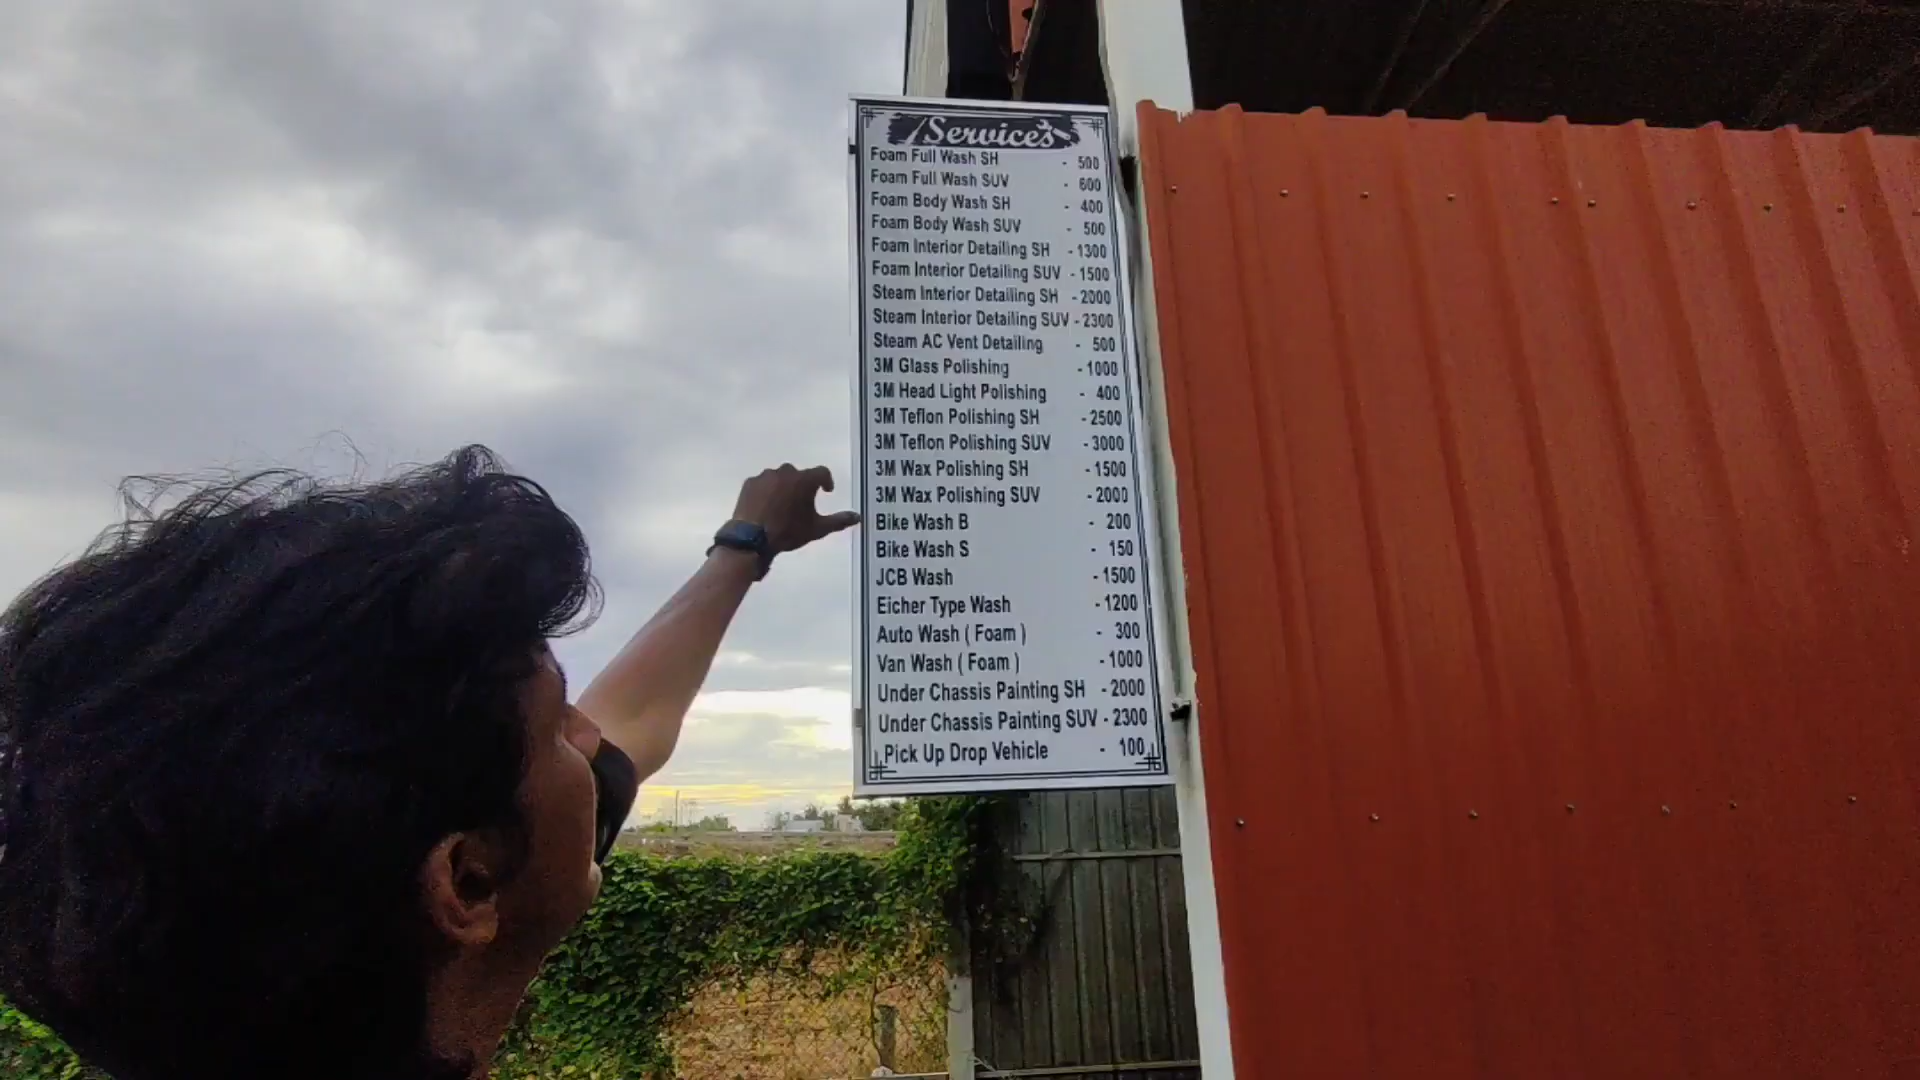 Services
Foam Full Wash SH - 500
Foam Full Wash SUV - 600
Foam Body Wash SH - 400
Foam Body Wash SUV - 500
Foam Interior Detailing SH - 1300
Foam Interior Detailing SUV - 1500
Steam Interior Detailing SH - 2000
Steam Interior Detailing SUV - 2300
Steam AC Vent Detailing - 500
3M Glass Polishing - 1000
3M Head Light Polishing - 400
3M Teflon Polishing SH - 2500
3M Teflon Polishing SUV - 3000
3M Wax Polishing SH - 1500
3M Wax Polishing SUV - 2000
Bike Wash B - 200
Bike Wash S - 150
JCB Wash - 1500
Eicher Type Wash - 1200
Auto Wash ( Foam ) - 300
Van Wash ( Foam ) - 1000
Under Chassis Painting SH - 2000
Under Chassis Painting SUV - 2300
Pick Up Drop Vehicle - 100